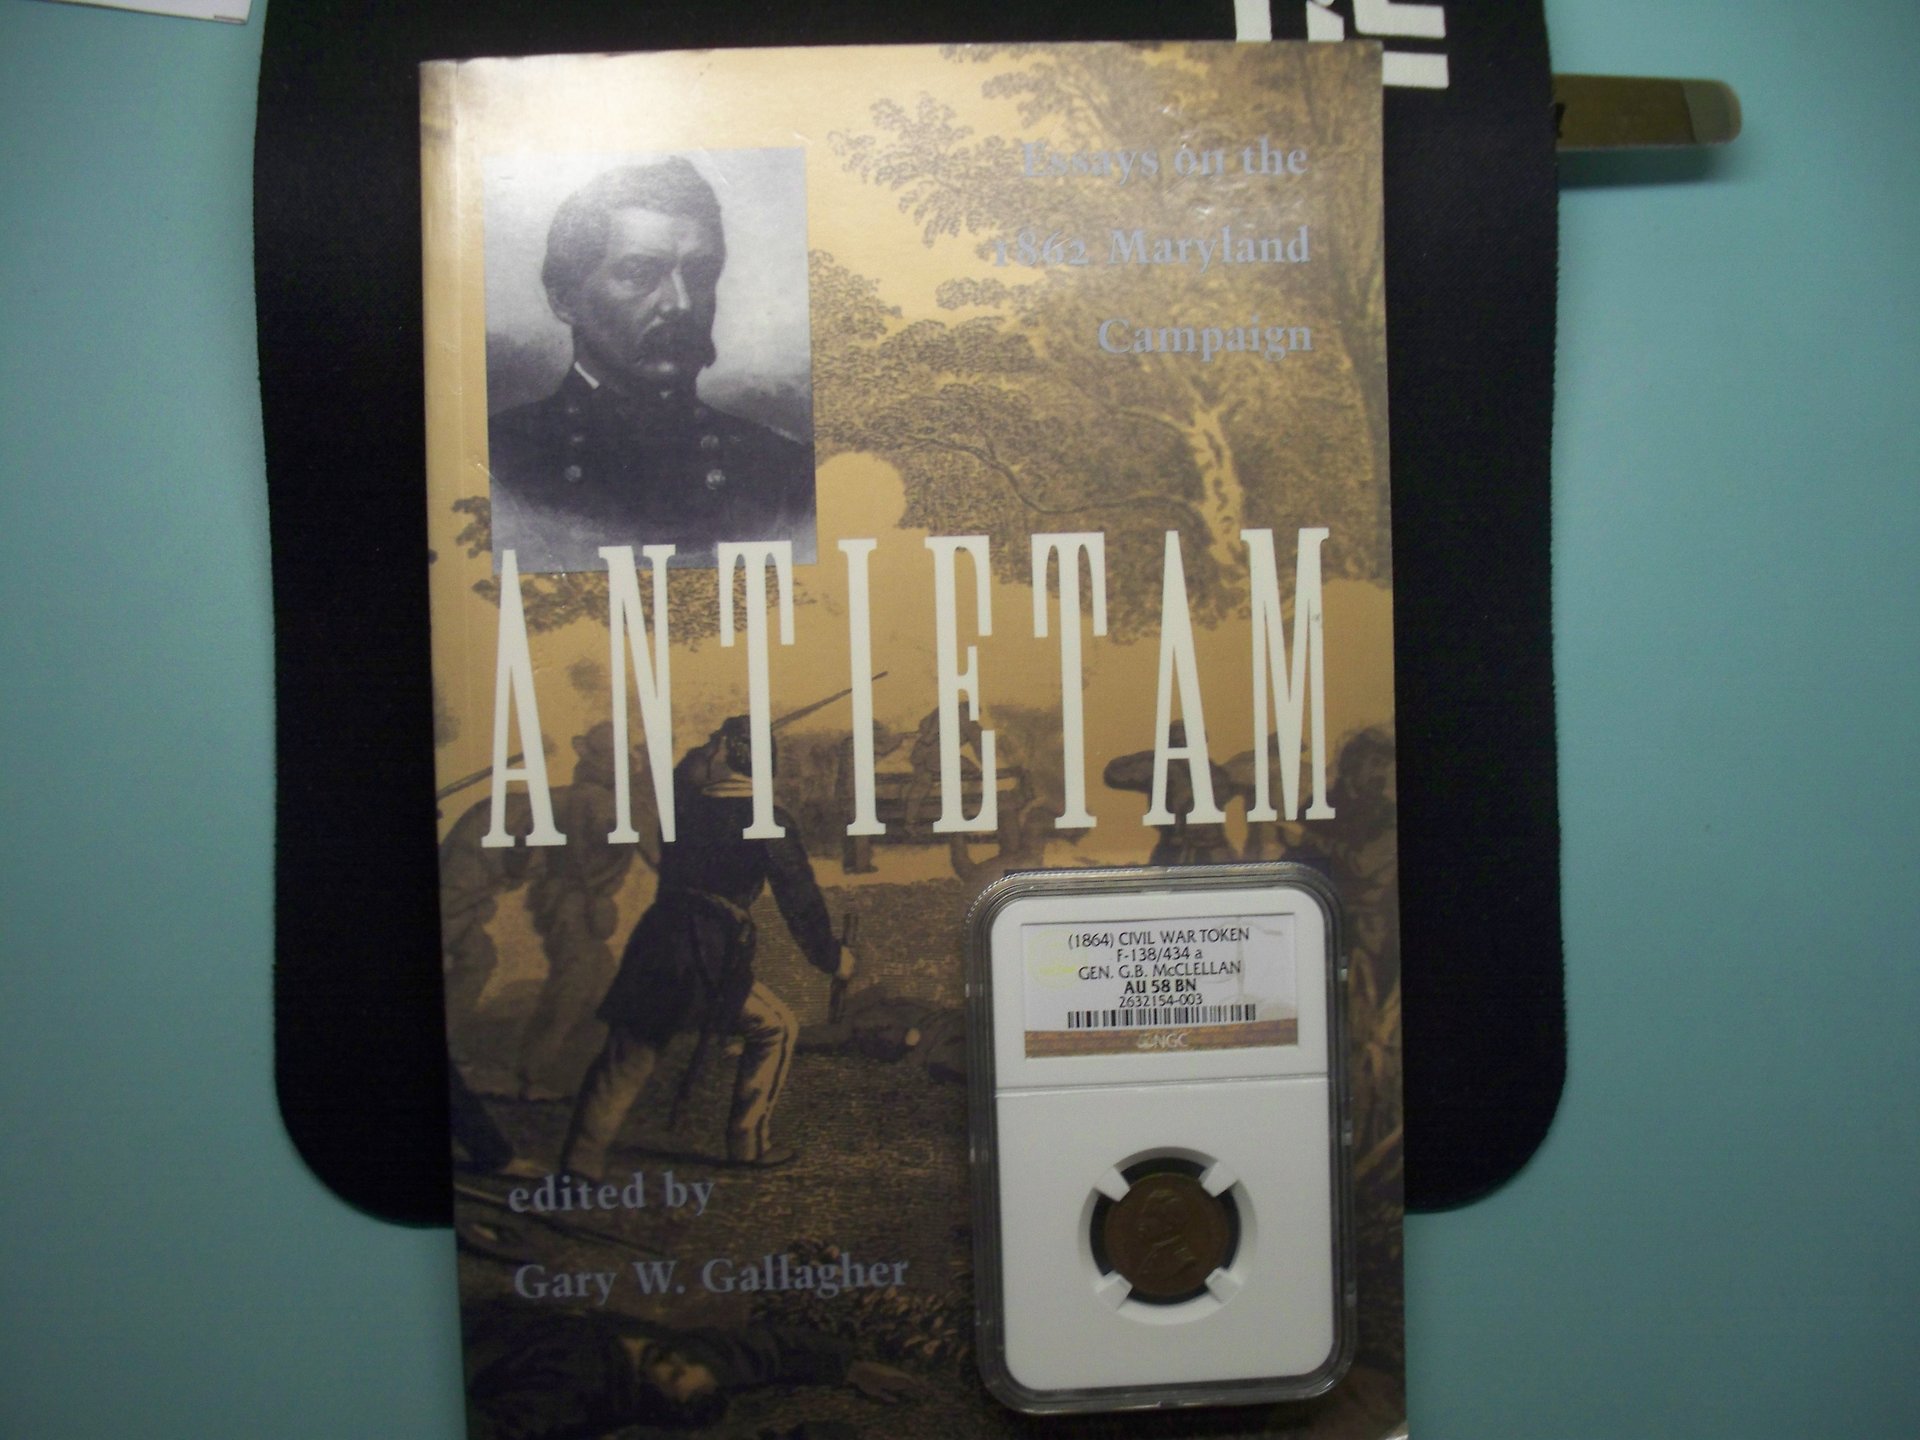 Essays on the
1862 Maryland
Campaign
ANTIETAM
(1864) CIVIL WAR TOKEN
F-138/434 a
GEN. G.B. McCLELLAN
AU 58 BN
2632154-003
NGC
edited by
Gary W. Gallagher